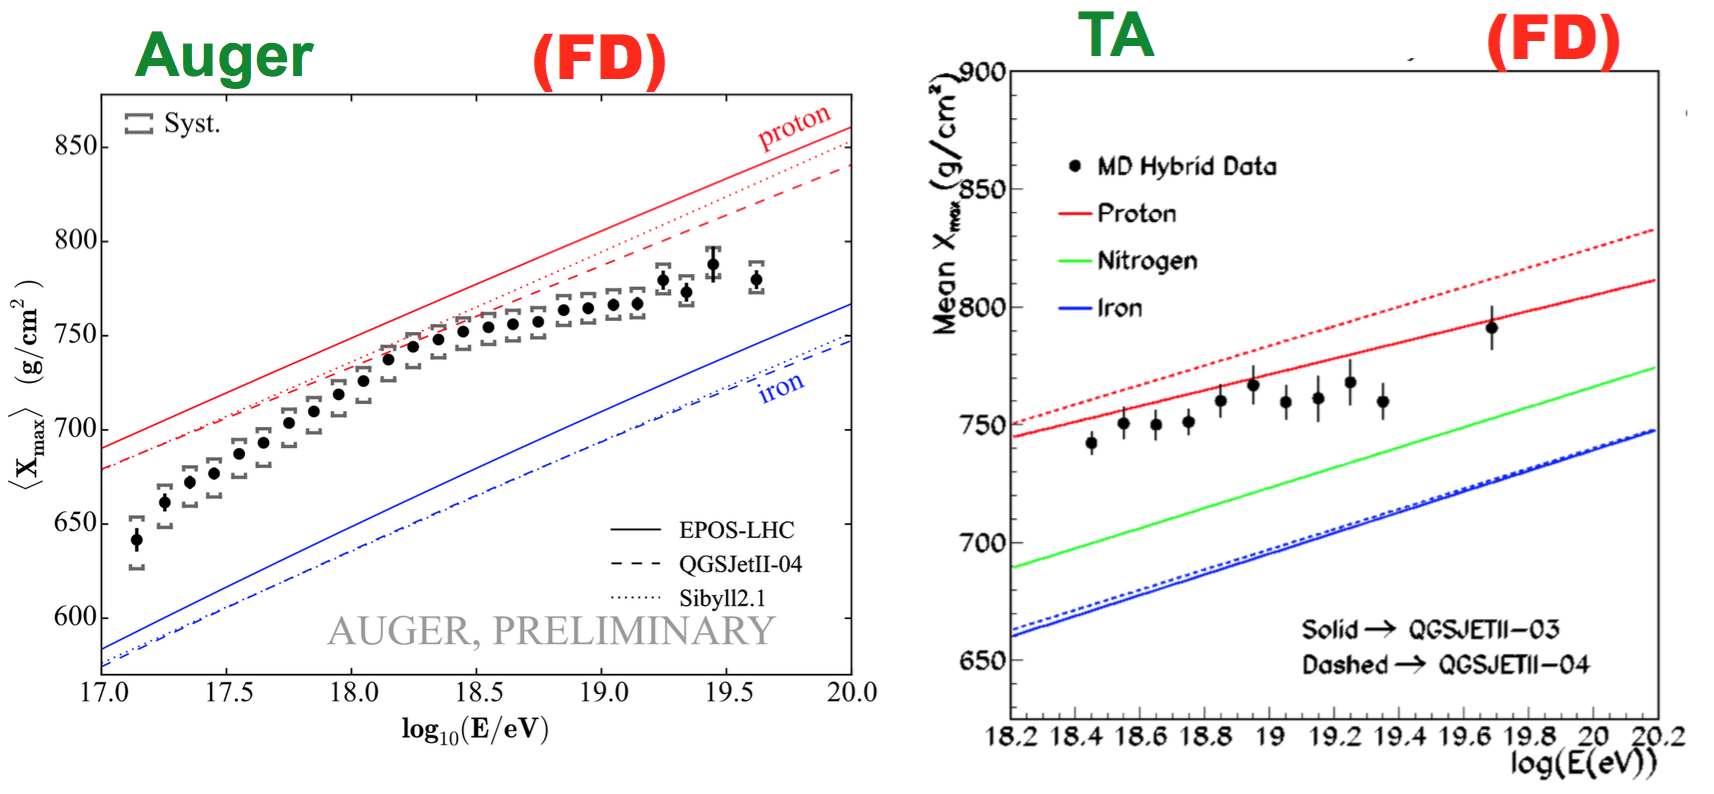 Auger (FD)
Syst.
proton
iron
850
800
750
700
650
600
⟨X_max⟩ (g/cm²)
EPOS-LHC
QGSJetII-04
Sibyll2.1
AUGER, PRELIMINARY
17.0 17.5 18.0 18.5 19.0 19.5 20.0
log₁₀(E/eV)
TA (FD)
900
850
800
750
700
650
Mean X_max (g/cm²)
MD Hybrid Data
Proton
Nitrogen
Iron
Solid → QGSJETII-03
Dashed → QGSJETII-04
18.2 18.4 18.6 18.8 19 19.2 19.4 19.6 19.8 20 20.2
log(E(eV))